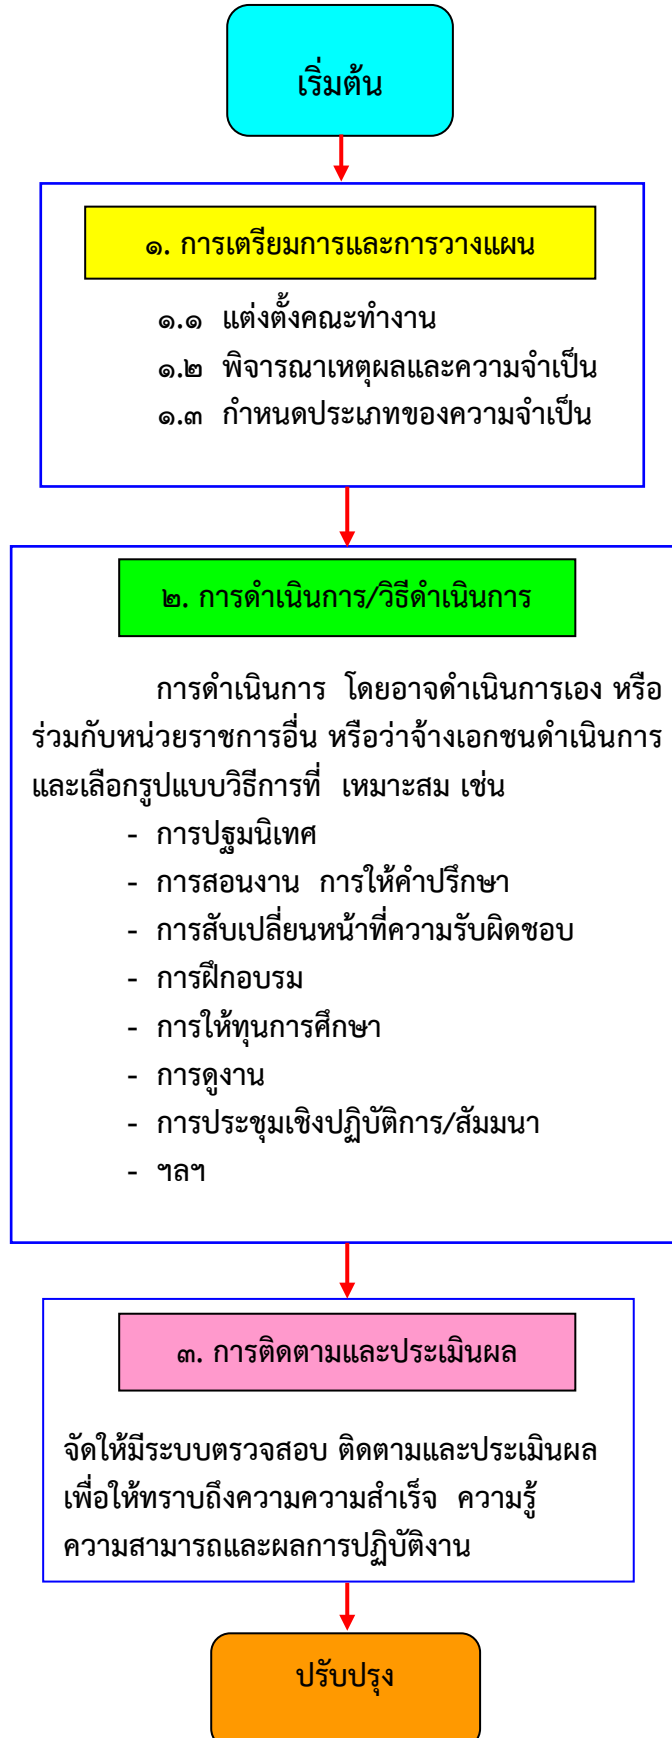 เริ่มต้น
๑. การเตรียมการและการวางแผน
๑.๑ แต่งตั้งคณะทำงาน
๑.๒ พิจารณาเหตุผลและความจำเป็น
๑.๓ กำหนดประเภทของความจำเป็น
๒. การดำเนินการ/วิธีดำเนินการ
การดำเนินการ โดยอาจดำเนินการเอง หรือ
ร่วมกับหน่วยราชการอื่น หรือว่าจ้างเอกชนดำเนินการ
และเลือกรูปแบบวิธีการที่ เหมาะสม เช่น
- การปฐมนิเทศ
- การสอนงาน การให้คำปรึกษา
- การสับเปลี่ยนหน้าที่ความรับผิดชอบ
- การฝึกอบรม
- การให้ทุนการศึกษา
- การดูงาน
- การประชุมเชิงปฏิบัติการ/สัมมนา
- ฯลฯ
๓. การติดตามและประเมินผล
จัดให้มีระบบตรวจสอบ ติดตามและประเมินผล
เพื่อให้ทราบถึงความความสำเร็จ ความรู้
ความสามารถและผลการปฏิบัติงาน
ปรับปรุง